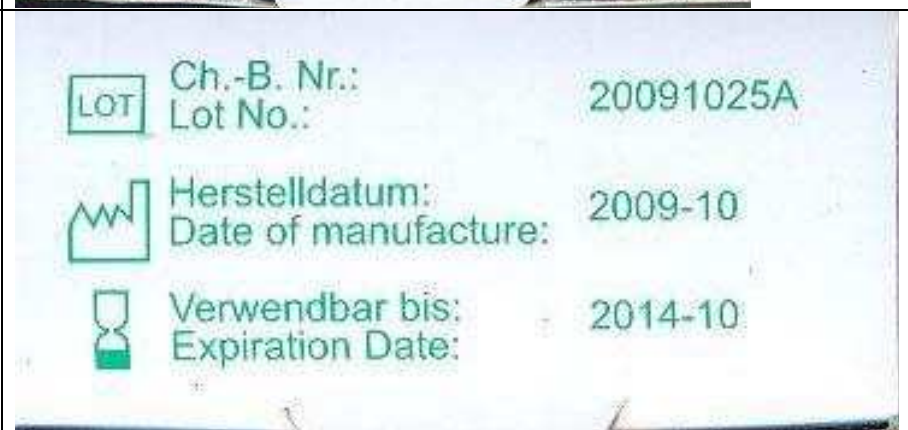 LOT
Ch.-B. Nr.:
Lot No.:
20091025A
Herstelldatum:
Date of manufacture:
2009-10
Verwendbar bis:
Expiration Date:
2014-10